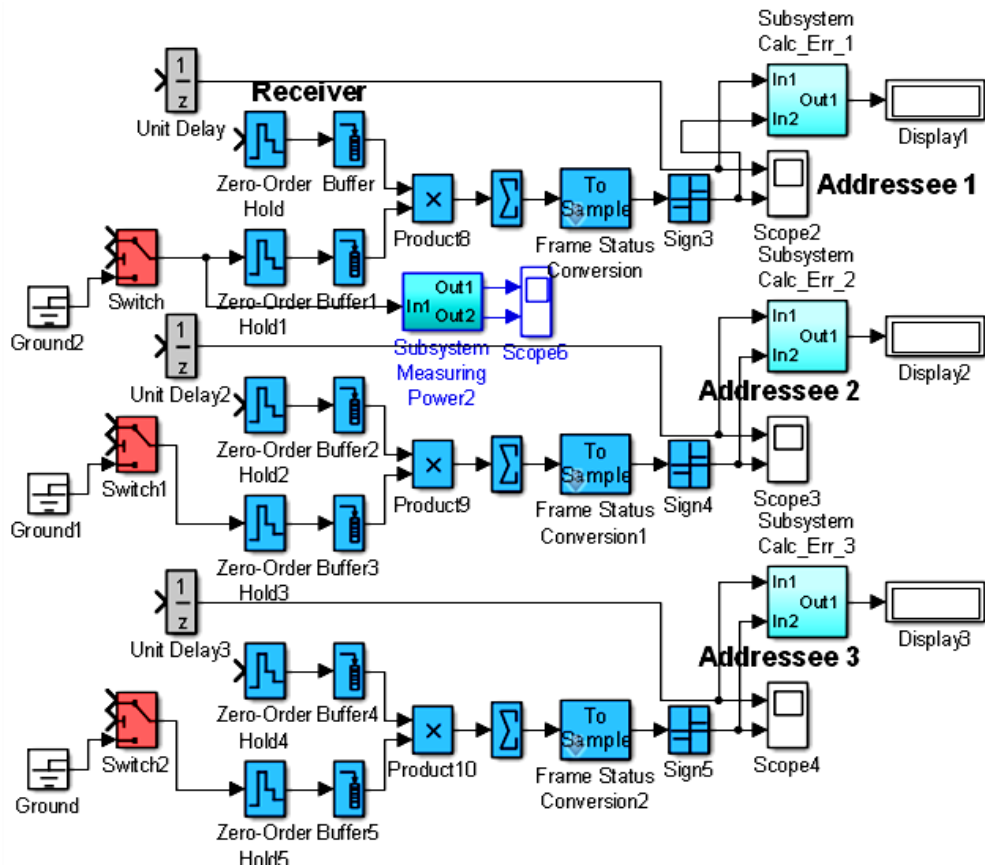 Subsystem
Calc_Err_1
1
z
Unit Delay
Receiver
In1
Out1
In2
Display1
Zero-Order
Hold
Buffer
×
Product8
Σ
To
Sample
Frame Status
Conversion
Sign3
Addressee 1
Scope2
Switch
Ground2
Zero-Order
Hold1
Buffer1
In1
Out1
Out2
Subsystem
Measuring
Power2
Scope6
Subsystem
Calc_Err_2
1
z
Unit Delay2
In1
Out1
In2
Display2
Addressee 2
Zero-Order
Hold2
Buffer2
Switch1
Ground1
×
Product9
Σ
To
Sample
Frame Status
Conversion1
Sign4
Scope3
Zero-Order
Hold3
Buffer3
Subsystem
Calc_Err_3
1
z
Unit Delay3
In1
Out1
In2
Display3
Addressee 3
Zero-Order
Hold4
Buffer4
Switch2
Ground
×
Product10
Σ
To
Sample
Frame Status
Conversion2
Sign5
Scope4
Zero-Order
Hold5
Buffer5